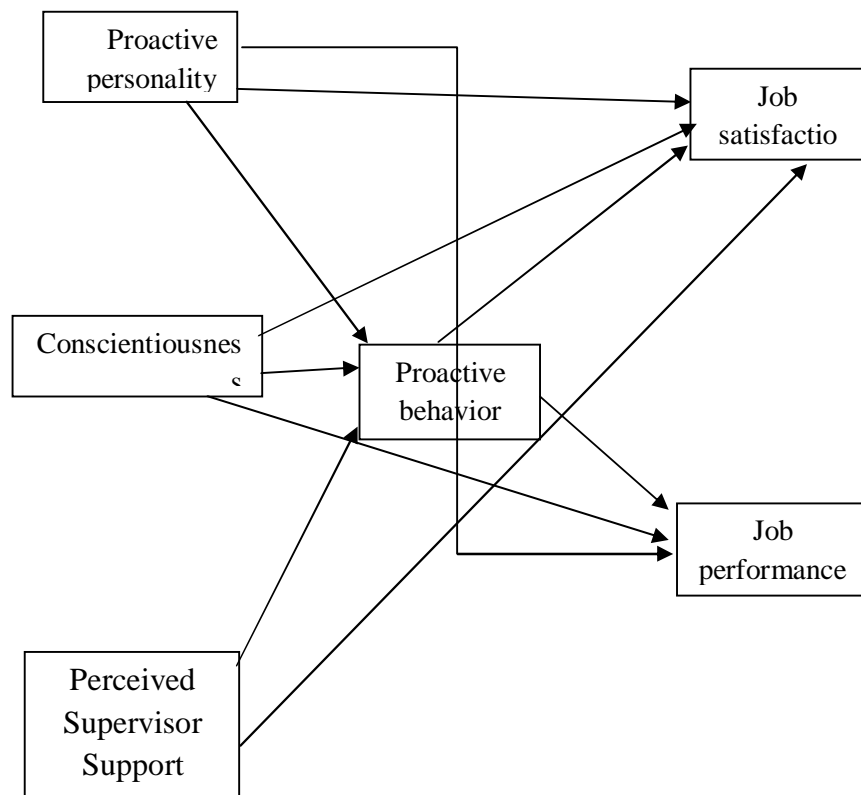 Proactive
personality
Job
satisfactio
Conscientiousnes
s
Proactive
behavior
Job
performance
Perceived
Supervisor
Support